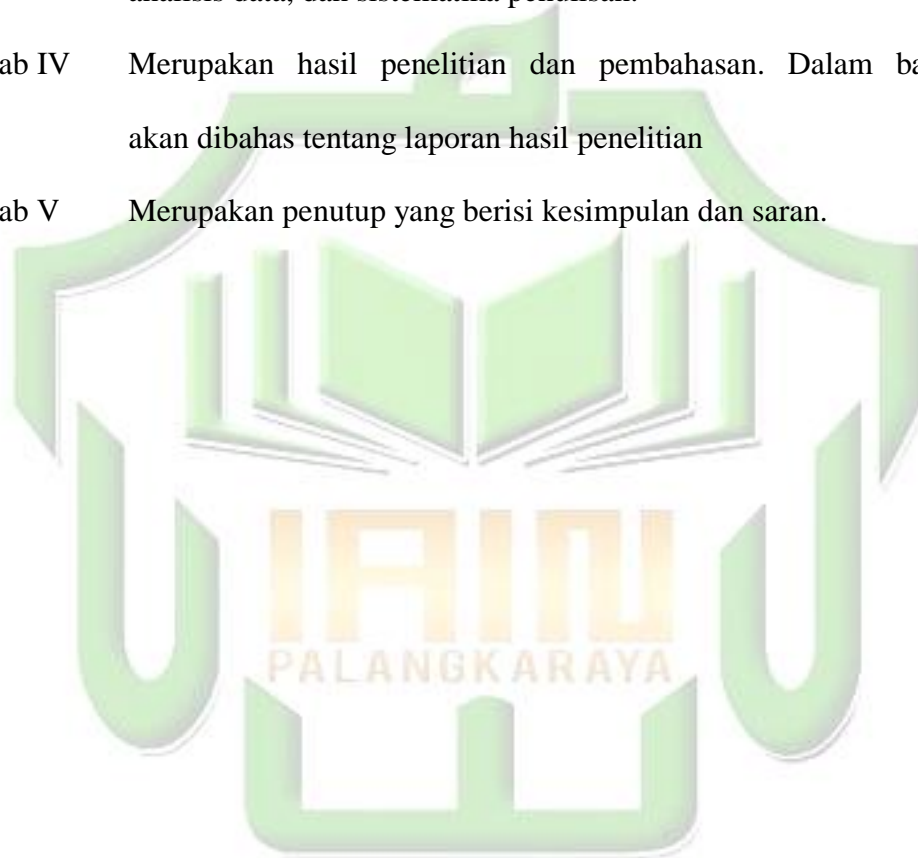 analisis data, dan sistematika penulisan.
ab IV Merupakan hasil penelitian dan pembahasan. Dalam ba
akan dibahas tentang laporan hasil penelitian
ab V Merupakan penutup yang berisi kesimpulan dan saran.
IAIN
PALANGKARAYA